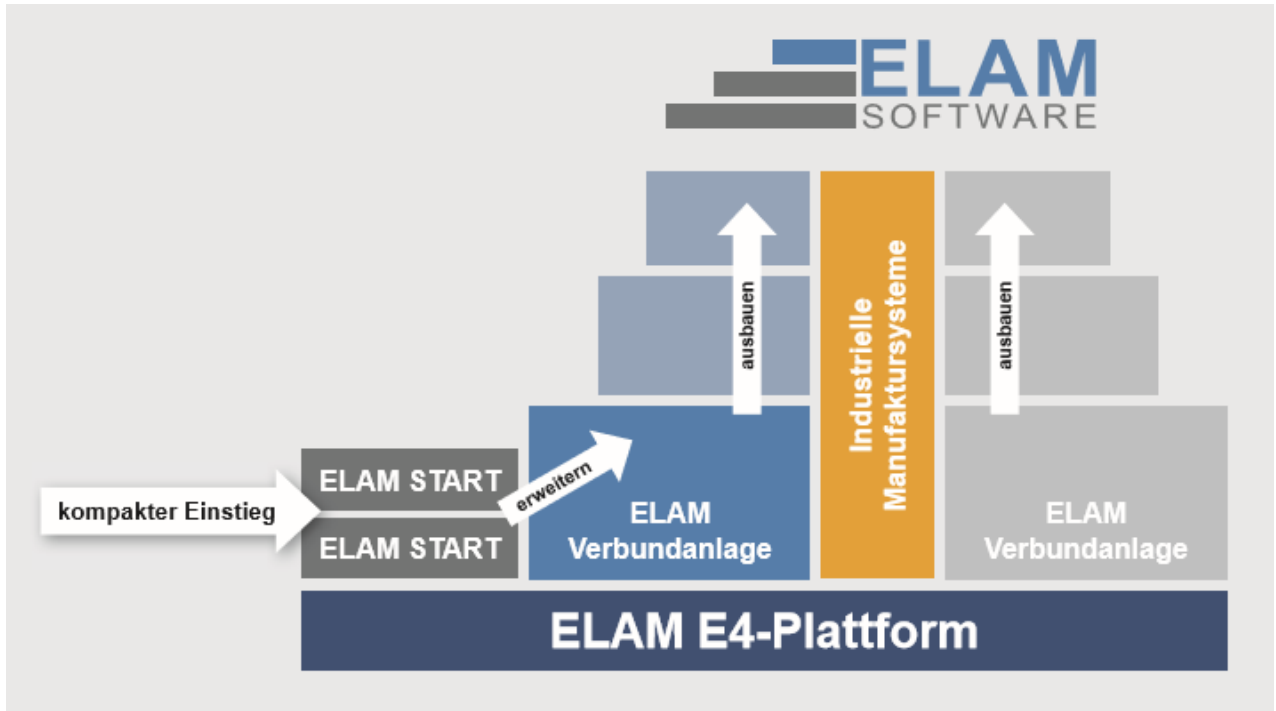 ELAM
SOFTWARE
ausbauen
Industrielle
Manufaktursysteme
ausbauen
kompakter Einstieg
ELAM START
ELAM START
erweitern
ELAM
Verbundanlage
ELAM
Verbundanlage
ELAM E4-Plattform